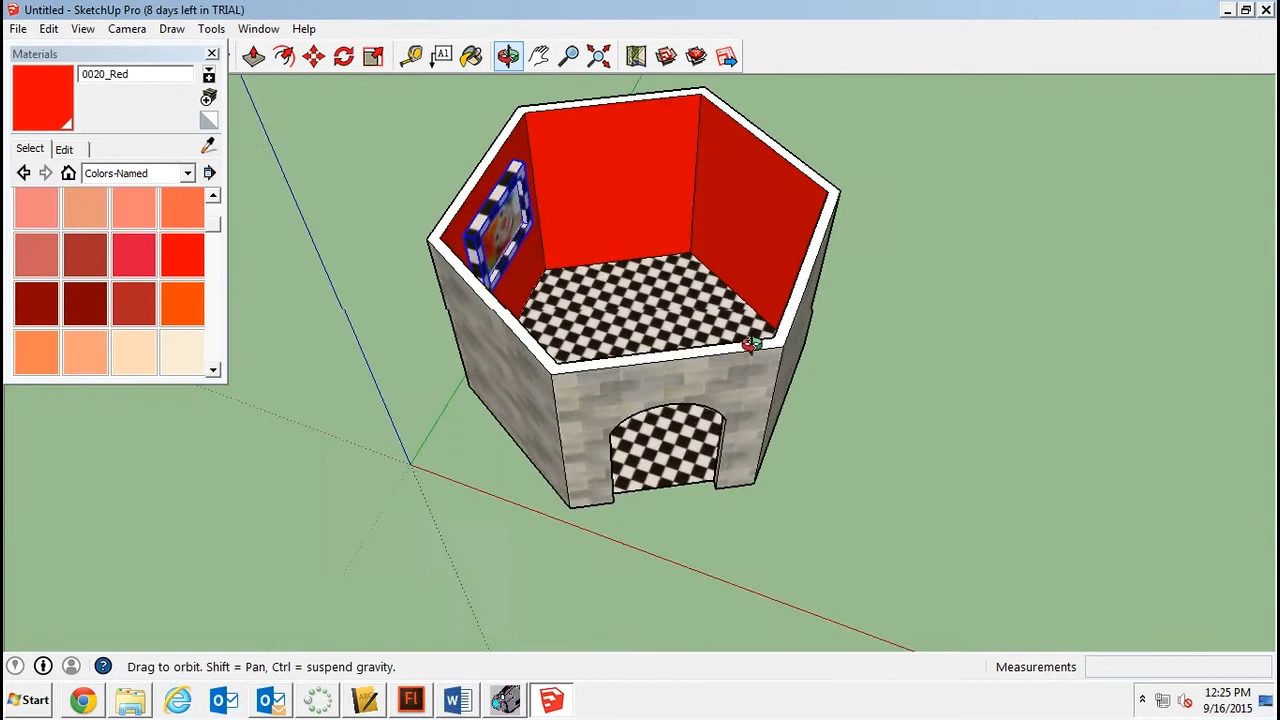 Untitled - SketchUp Pro (8 days left in TRIAL)
File Edit View Camera Draw Tools Window Help
Materials
0020_Red
A1
Select Edit
Colors-Named
Drag to orbit. Shift = Pan, Ctrl = suspend gravity.
Measurements
Start
12:25 PM
9/16/2015